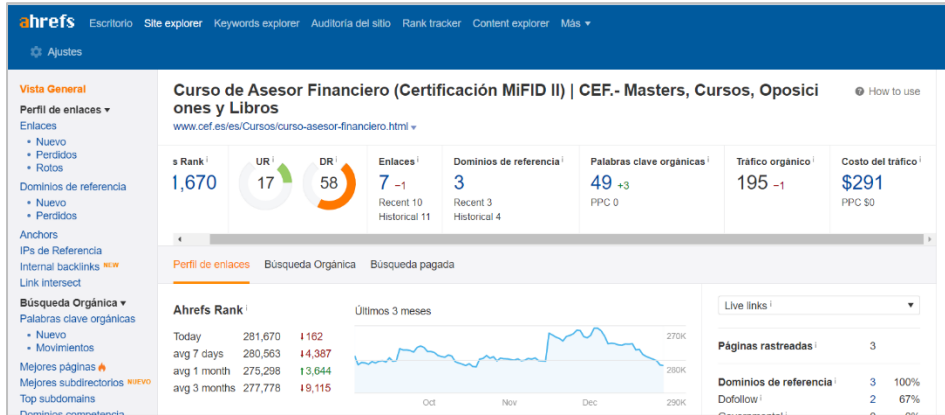 ahrefs Escritorio Site explorer Keywords explorer Auditoría del sitio Rank tracker Content explorer Más
Ajustes
Vista General
Perfil de enlaces
Enlaces
• Nuevo
• Perdidos
• Rotos
Dominios de referencia
• Nuevo
• Perdidos
Anchors
IPs de Referencia
Internal backlinks NEW
Link intersect
Búsqueda Orgánica
Palabras clave orgánicas
• Nuevo
• Movimientos
Mejores páginas
Mejores subdirectorios NUEVO
Top subdomains
Dominios competencia
Curso de Asesor Financiero (Certificación MiFID II) | CEF.- Masters, Cursos, Oposici
ones y Libros
How to use
www.cef.es/es/Cursos/curso-asesor-financiero.html
s Rank
1,670
UR
17
DR
58
Enlaces
7 -1
Recent 10
Historical 11
Dominios de referencia
3
Recent 3
Historical 4
Palabras clave orgánicas
49 +3
PPC 0
Tráfico orgánico
195 -1
Costo del tráfico
$291
PPC $0
Perfil de enlaces Búsqueda Orgánica Búsqueda pagada
Ahrefs Rank
Today 281,670 ↓162
avg 7 days 280,563 ↓4,387
avg 1 month 275,298 ↑3,644
avg 3 months 277,778 ↓9,115
Últimos 3 meses
270K
280K
290K
Oct Nov Dec
Live links
Páginas rastreadas 3
Dominios de referencia 3 100%
Dofollow 2 67%